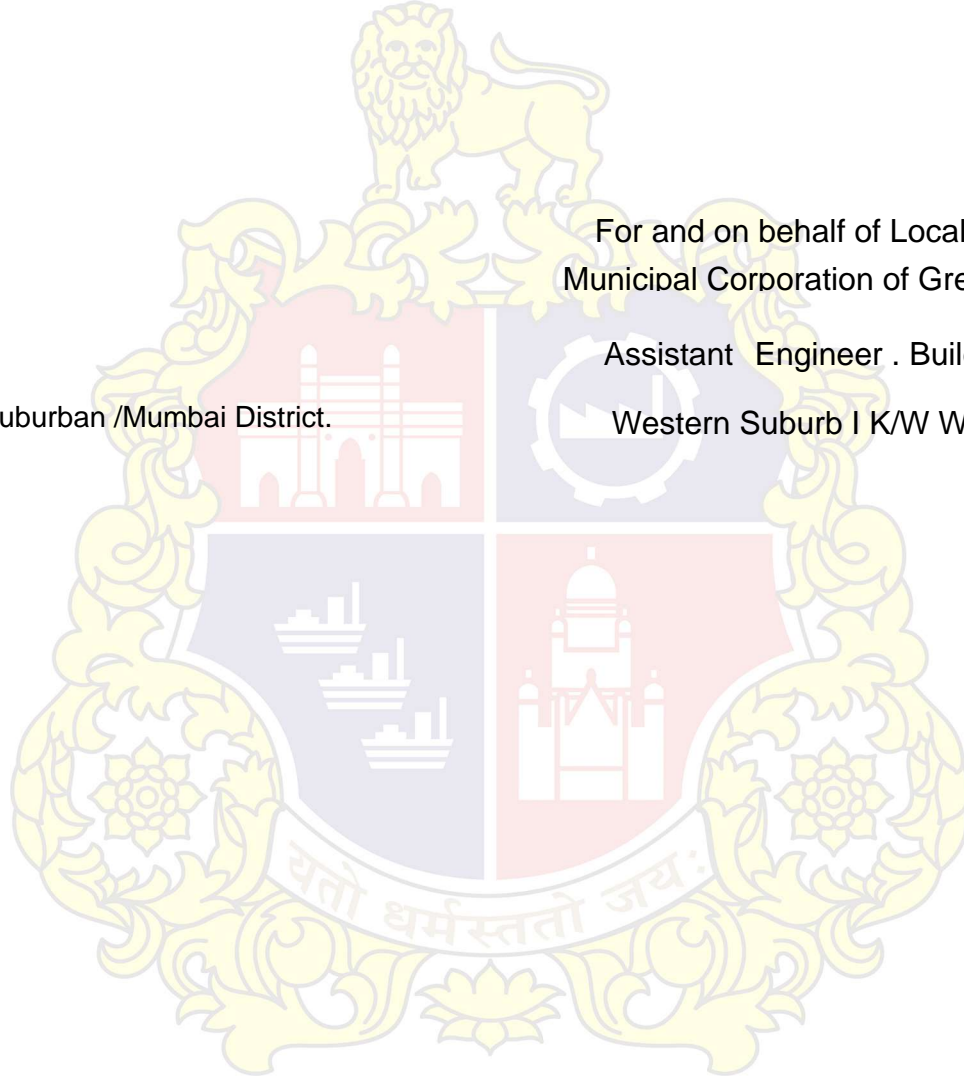 For and on behalf of Local
Municipal Corporation of Gre
Assistant Engineer . Buil
uburban /Mumbai District.
Western Suburb I K/W W
यतो धर्मस्ततो जय: